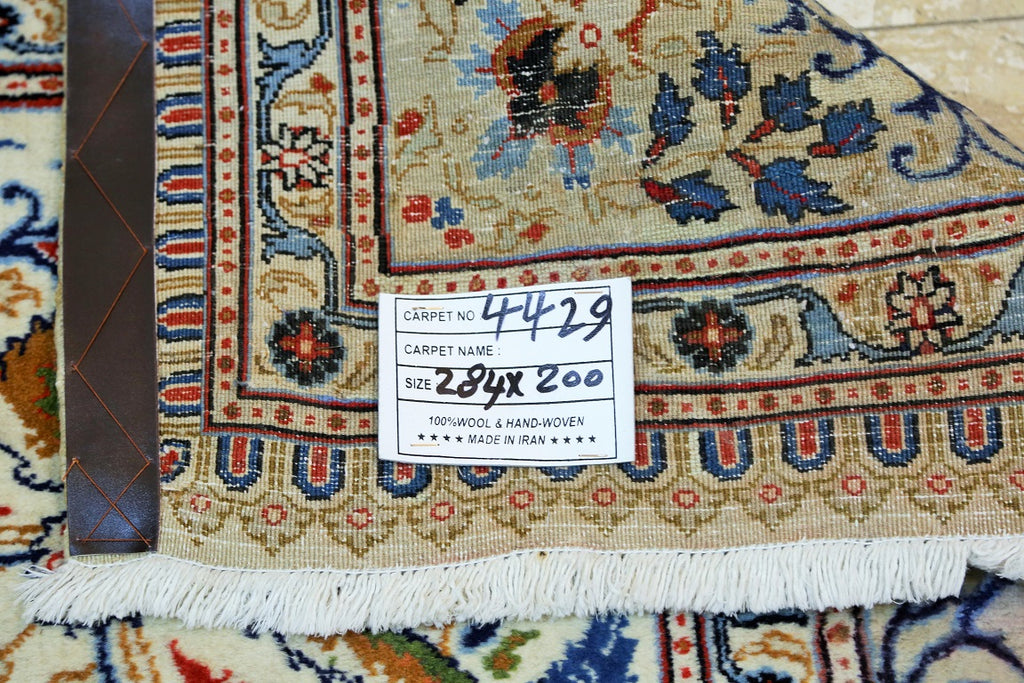 CARPET NO 4429
CARPET NAME :
SIZE 284x 200
100%WOOL & HAND-WOVEN
★★★★ MADE IN IRAN ★★★★